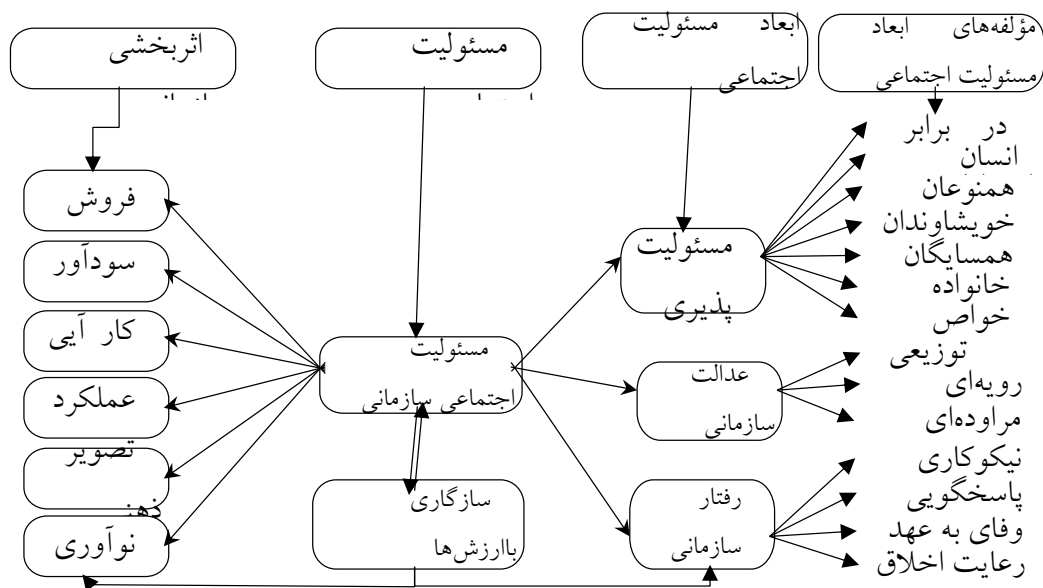 مؤلفه‌های ابعاد
مسئولیت اجتماعی
ابعاد مسئولیت
اجتماعی
مسئولیت
اثربخشی
در برابر
انسان
همنوعان
خویشاوندان
همسایگان
خانواده
خواص
توزیعی
رویه‌ای
مراوده‌ای
نیکوکاری
پاسخگویی
وفای به عهد
رعایت اخلاق
مسئولیت
پذیری
عدالت
سازمانی
رفتار
سازمانی
مسئولیت
اجتماعی سازمانی
سازگاری
باارزش‌ها
فروش
سودآور
کار آیی
عملکرد
تصویر
نوآوری